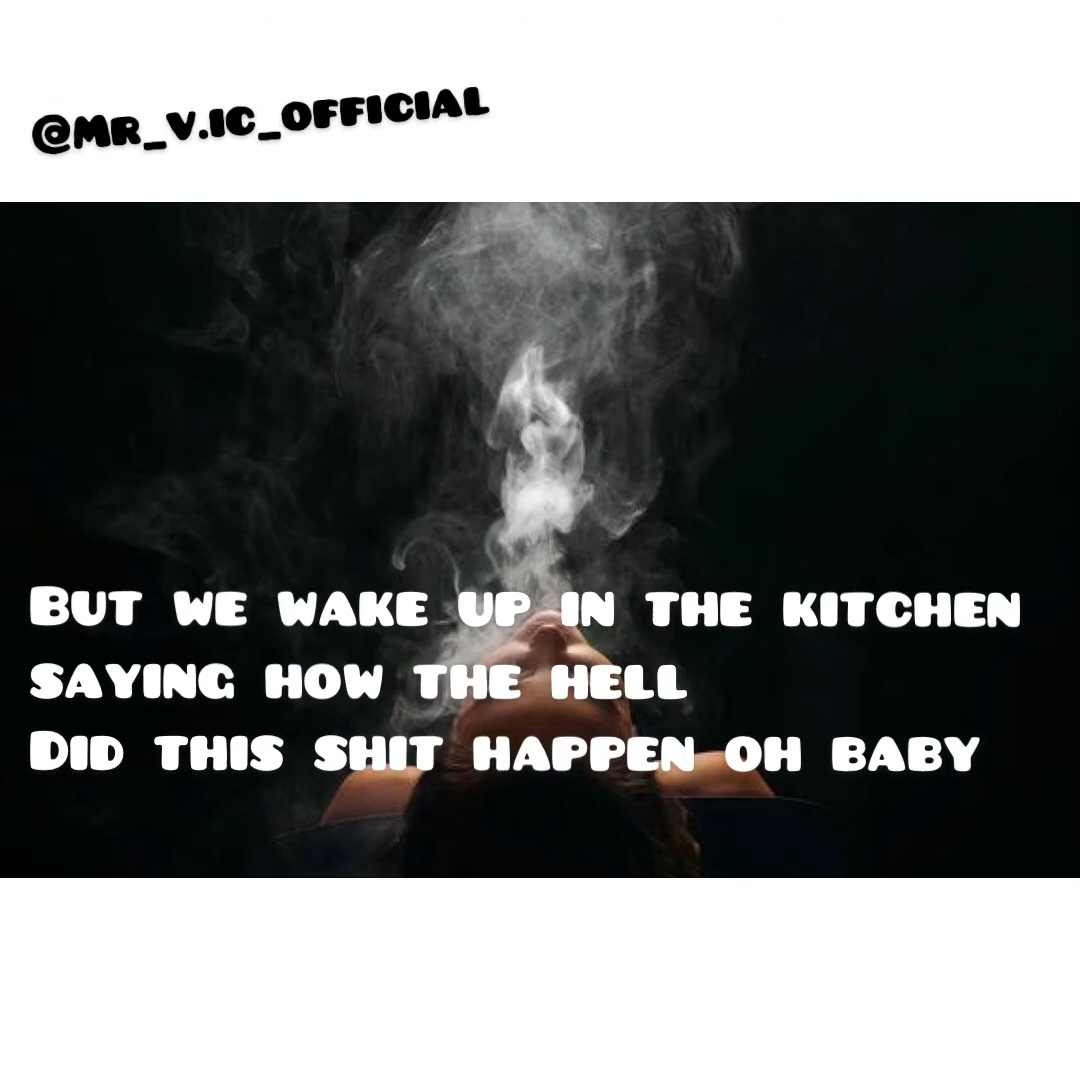 @Mr_v.ic_official
But we wake up in the kitchen
saying how the hell
Did this shit happen oh baby